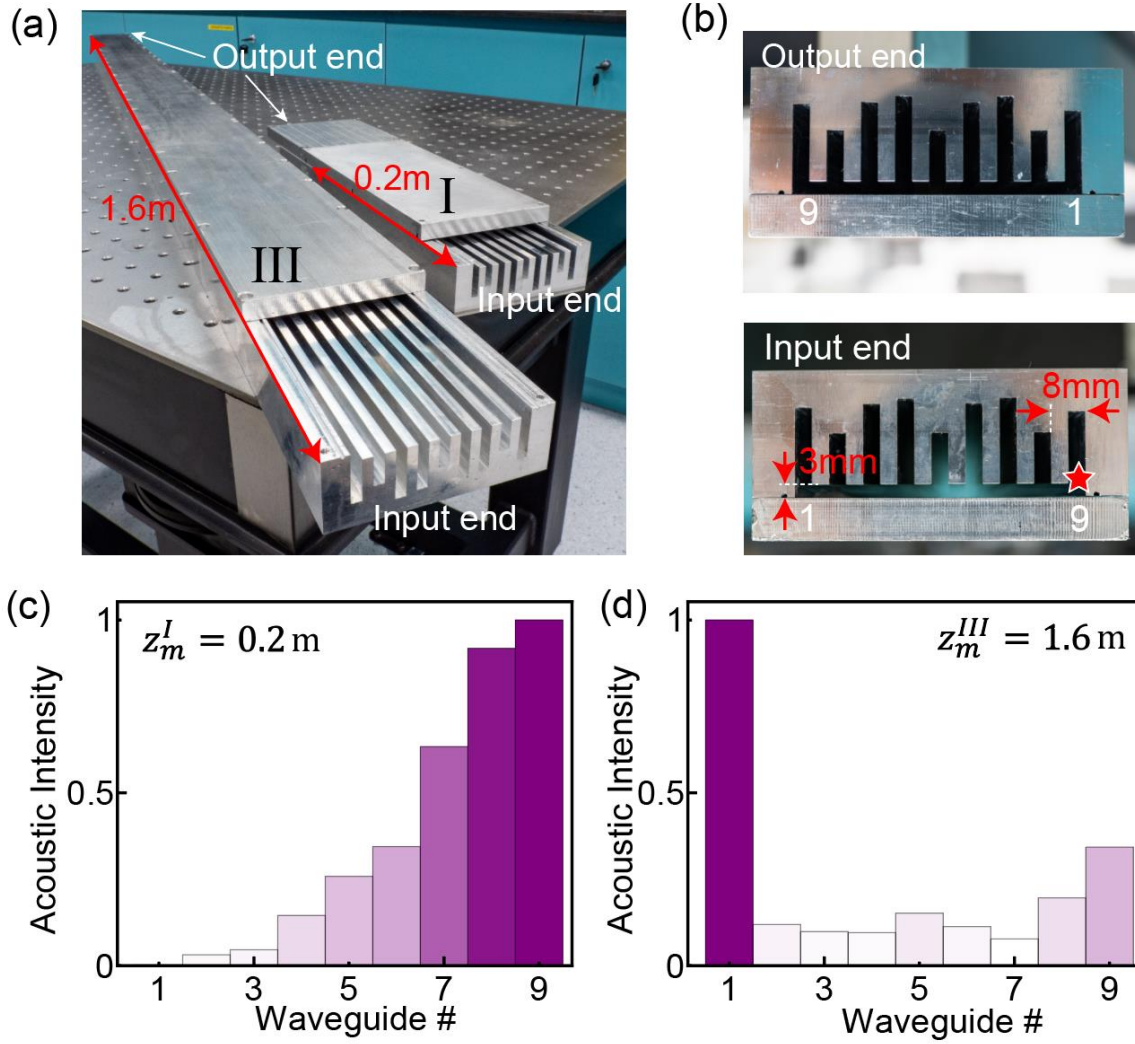 (a)
Output end
1.6m
0.2m
I
III
Input end
Input end
(b)
Output end
9
1
Input end
8mm
3mm
1
9
(c)
z_m^I = 0.2 m
Acoustic Intensity
1
0.5
0
1
3
5
7
9
Waveguide #
(d)
z_m^{III} = 1.6 m
Acoustic Intensity
1
0.5
0
1
3
5
7
9
Waveguide #